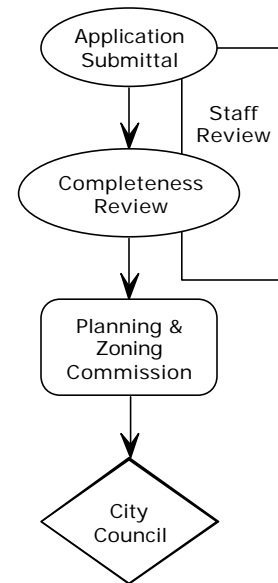 Application
Submittal
Staff
Review
Completeness
Review
Planning &
Zoning
Commission
City
Council